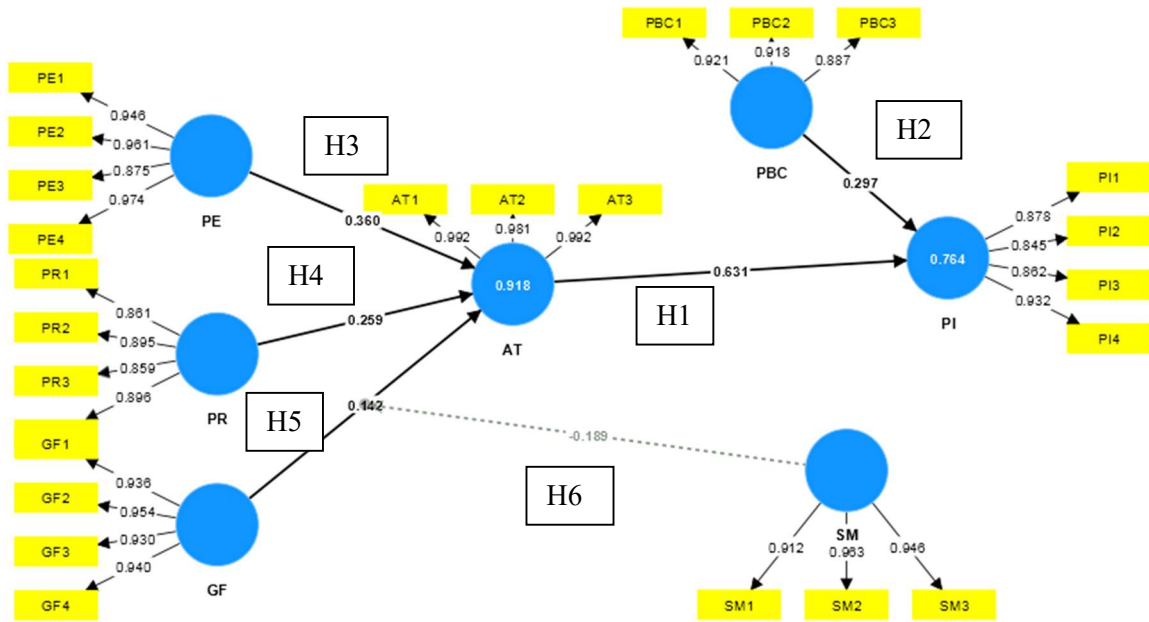 PBC1
PBC2
PBC3
0.921
0.918
0.887
PBC
H2
0.297
PE1
PE2
PE3
PE4
0.946
0.961
0.875
0.974
PE
H3
0.360
AT1
AT2
AT3
0.992
0.981
0.992
0.918
AT
H4
0.259
PR1
PR2
PR3
0.861
0.895
0.859
0.896
PR
H1
0.631
0.764
PI
PI1
PI2
PI3
PI4
0.878
0.845
0.862
0.932
H5
0.142
GF1
GF2
GF3
GF4
0.936
0.954
0.930
0.940
GF
H6
-0.189
SM
0.912
0.963
0.946
SM1
SM2
SM3